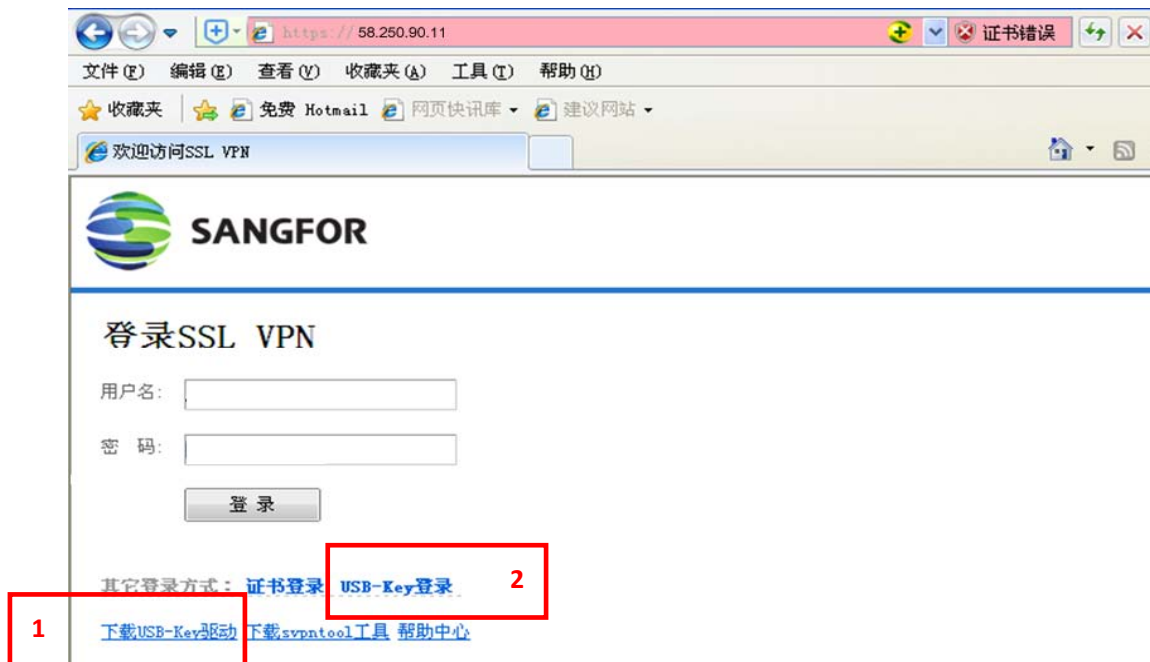 https://58.250.90.11 证书错误
文件(F) 编辑(E) 查看(V) 收藏夹(A) 工具(T) 帮助(H)
收藏夹 免费 Hotmail 网页快讯库 建议网站
欢迎访问SSL VPN
SANGFOR
登录SSL VPN
用户名:
密 码:
登 录
其它登录方式: 证书登录 USB-Key登录 2
1 下载USB-Key驱动 下载svpntool工具 帮助中心